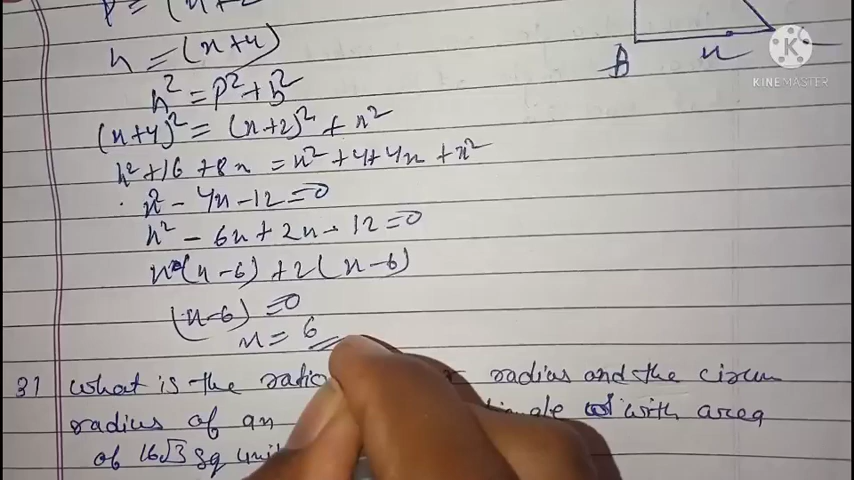 h = (x+4)
h² = p² + b²
(x+4)² = (x+2)² + x²
x² + 16 + 8x = x² + 4 + 4x + x²
x² - 4x - 12 = 0
x² - 6x + 2x - 12 = 0
x(x-6) + 2(x-6)
(x-6) = 0
x = 6
B x
K
KINEMASTER
31 what is the ratio radius and the circum
radius of an with area
of 16√3 sq unit